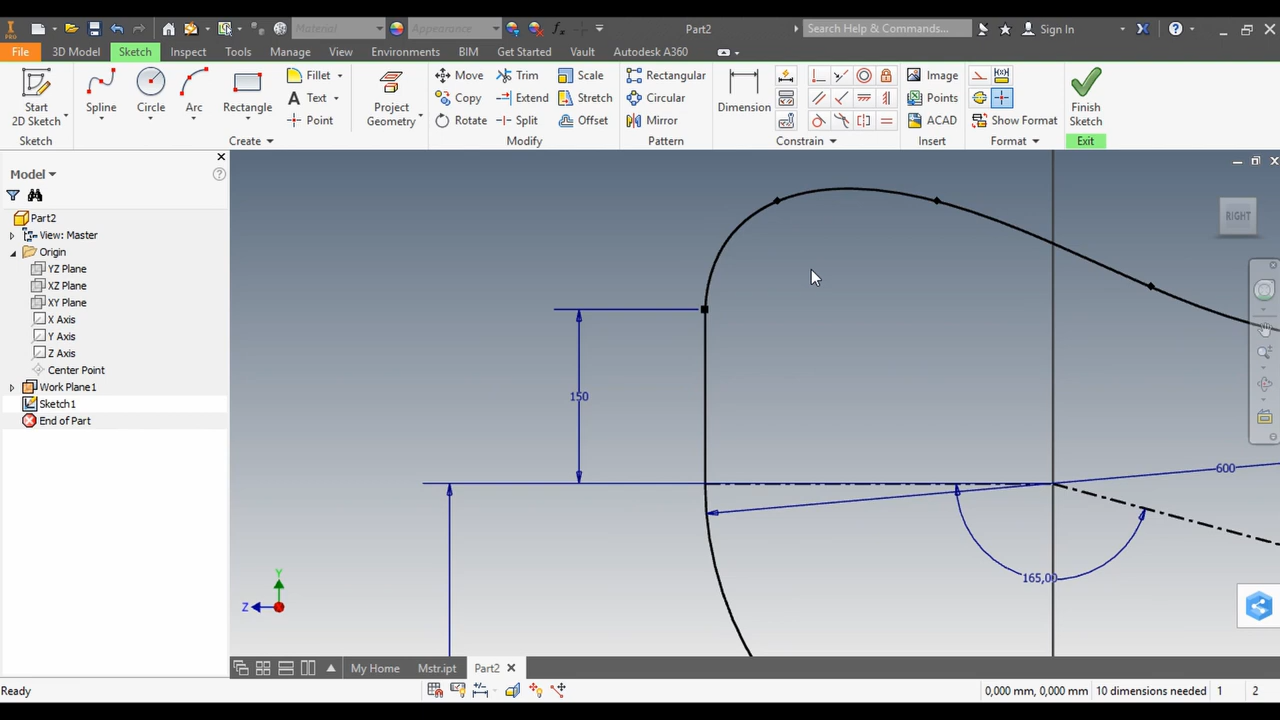 Material Appearance Part2 Search Help & Commands... Sign In
PRO
File 3D Model Sketch Inspect Tools Manage View Environments BIM Get Started Vault Autodesk A360
Start 2D Sketch Spline Circle Arc Rectangle Fillet Text Point Project Geometry Move Copy Rotate Trim Extend Split Scale Stretch Offset Rectangular Circular Mirror Dimension Image Points ACAD Show Format Finish Sketch
Sketch Create Modify Pattern Constrain Insert Format Exit
Model
Part2
View: Master
Origin
YZ Plane
XZ Plane
XY Plane
X Axis
Y Axis
Z Axis
Center Point
Work Plane1
Sketch1
End of Part
RIGHT
150
600
165,00
Y
Z
My Home Mstr.ipt Part2
Ready 0,000 mm, 0,000 mm 10 dimensions needed 1 2